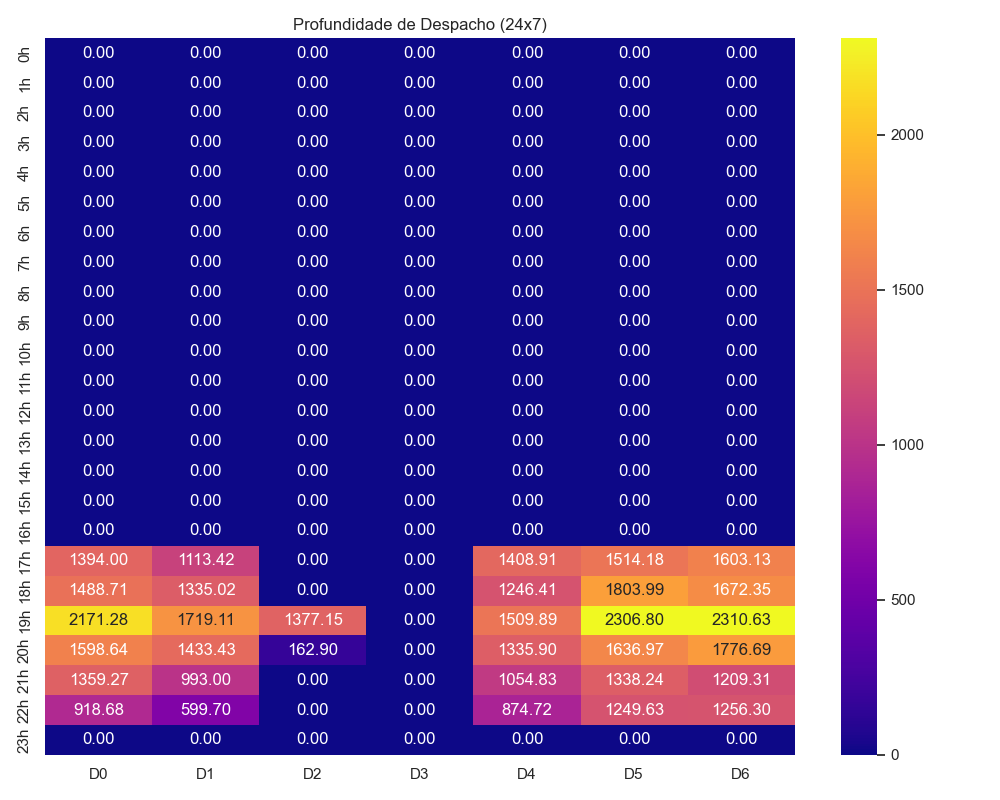 Profundidade de Despacho (24x7)
0h 0.00 0.00 0.00 0.00 0.00 0.00 0.00
1h 0.00 0.00 0.00 0.00 0.00 0.00 0.00
2h 0.00 0.00 0.00 0.00 0.00 0.00 0.00
3h 0.00 0.00 0.00 0.00 0.00 0.00 0.00
4h 0.00 0.00 0.00 0.00 0.00 0.00 0.00
5h 0.00 0.00 0.00 0.00 0.00 0.00 0.00
6h 0.00 0.00 0.00 0.00 0.00 0.00 0.00
7h 0.00 0.00 0.00 0.00 0.00 0.00 0.00
8h 0.00 0.00 0.00 0.00 0.00 0.00 0.00
9h 0.00 0.00 0.00 0.00 0.00 0.00 0.00
10h 0.00 0.00 0.00 0.00 0.00 0.00 0.00
11h 0.00 0.00 0.00 0.00 0.00 0.00 0.00
12h 0.00 0.00 0.00 0.00 0.00 0.00 0.00
13h 0.00 0.00 0.00 0.00 0.00 0.00 0.00
14h 0.00 0.00 0.00 0.00 0.00 0.00 0.00
15h 0.00 0.00 0.00 0.00 0.00 0.00 0.00
16h 0.00 0.00 0.00 0.00 0.00 0.00 0.00
17h 1394.00 1113.42 0.00 0.00 1408.91 1514.18 1603.13
18h 1488.71 1335.02 0.00 0.00 1246.41 1803.99 1672.35
19h 2171.28 1719.11 1377.15 0.00 1509.89 2306.80 2310.63
20h 1598.64 1433.43 162.90 0.00 1335.90 1636.97 1776.69
21h 1359.27 993.00 0.00 0.00 1054.83 1338.24 1209.31
22h 918.68 599.70 0.00 0.00 874.72 1249.63 1256.30
23h 0.00 0.00 0.00 0.00 0.00 0.00 0.00
D0 D1 D2 D3 D4 D5 D6
2000
1500
1000
500
0